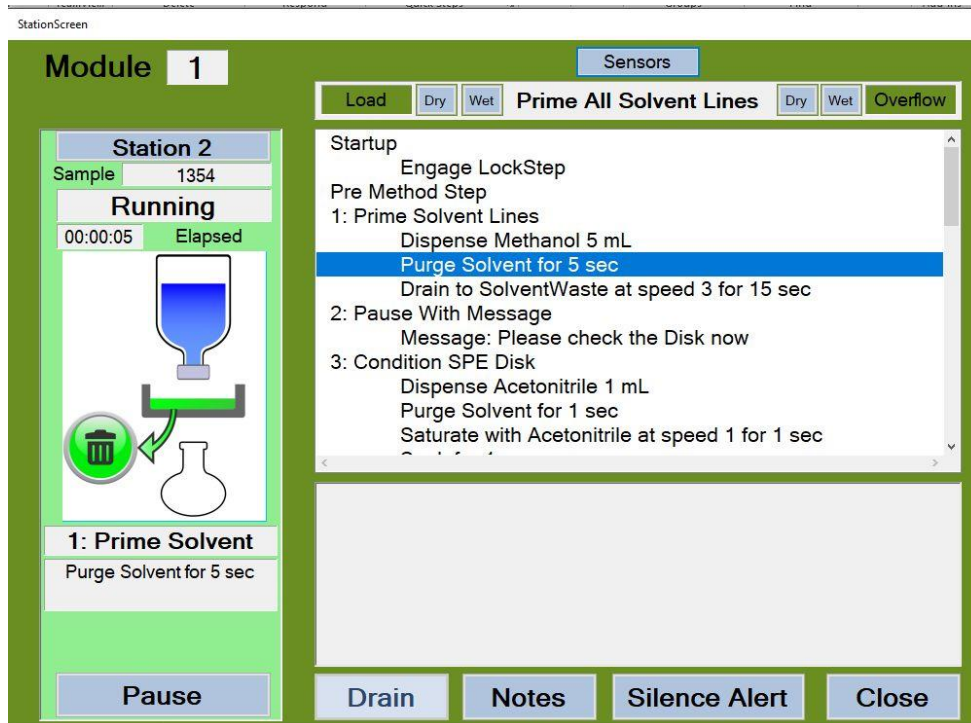 StationScreen
Module 1
Sensors
Load Dry Wet Prime All Solvent Lines Dry Wet Overflow
Station 2
Sample 1354
Running
00:00:05 Elapsed
1: Prime Solvent
Purge Solvent for 5 sec
Pause
Startup
Engage LockStep
Pre Method Step
1: Prime Solvent Lines
Dispense Methanol 5 mL
Purge Solvent for 5 sec
Drain to SolventWaste at speed 3 for 15 sec
2: Pause With Message
Message: Please check the Disk now
3: Condition SPE Disk
Dispense Acetonitrile 1 mL
Purge Solvent for 1 sec
Saturate with Acetonitrile at speed 1 for 1 sec
Drain Notes Silence Alert Close